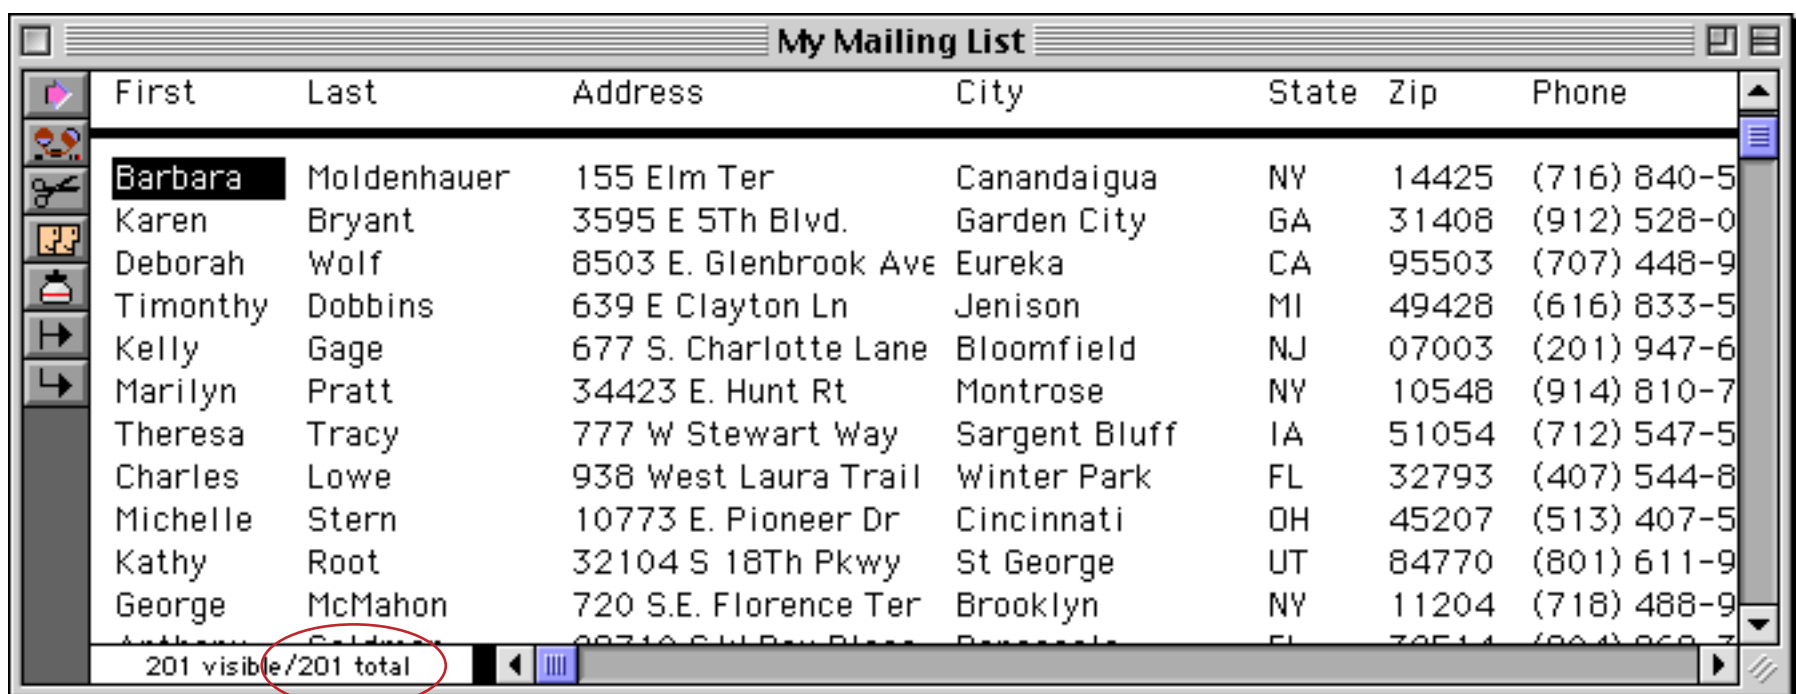 My Mailing List
First Last Address City State Zip Phone
Barbara Moldenhauer 155 Elm Ter Canandaigua NY 14425 (716) 840-5
Karen Bryant 3595 E 5Th Blvd. Garden City GA 31408 (912) 528-0
Deborah Wolf 8503 E. Glenbrook Ave Eureka CA 95503 (707) 448-9
Timonthy Dobbins 639 E Clayton Ln Jenison MI 49428 (616) 833-5
Kelly Gage 677 S. Charlotte Lane Bloomfield NJ 07003 (201) 947-6
Marilyn Pratt 34423 E. Hunt Rt Montrose NY 10548 (914) 810-7
Theresa Tracy 777 W Stewart Way Sargent Bluff IA 51054 (712) 547-5
Charles Lowe 938 West Laura Trail Winter Park FL 32793 (407) 544-8
Michelle Stern 10773 E. Pioneer Dr Cincinnati OH 45207 (513) 407-5
Kathy Root 32104 S 18Th Pkwy St George UT 84770 (801) 611-9
George McMahon 720 S.E. Florence Ter Brooklyn NY 11204 (718) 488-9
201 visible/201 total